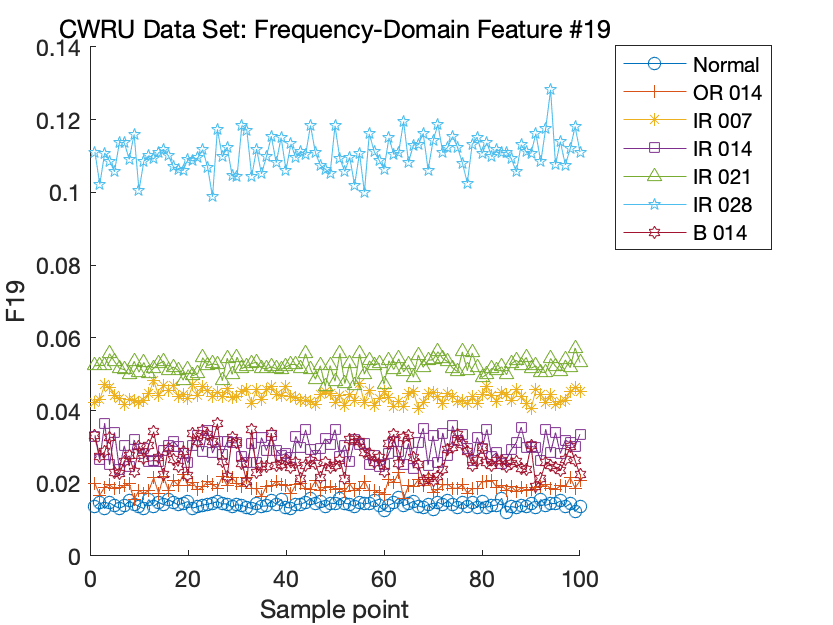 CWRU Data Set: Frequency-Domain Feature #19
0.14
0.12
0.1
0.08
0.06
0.04
0.02
0
F19
0 20 40 60 80 100
Sample point
Normal
OR 014
IR 007
IR 014
IR 021
IR 028
B 014